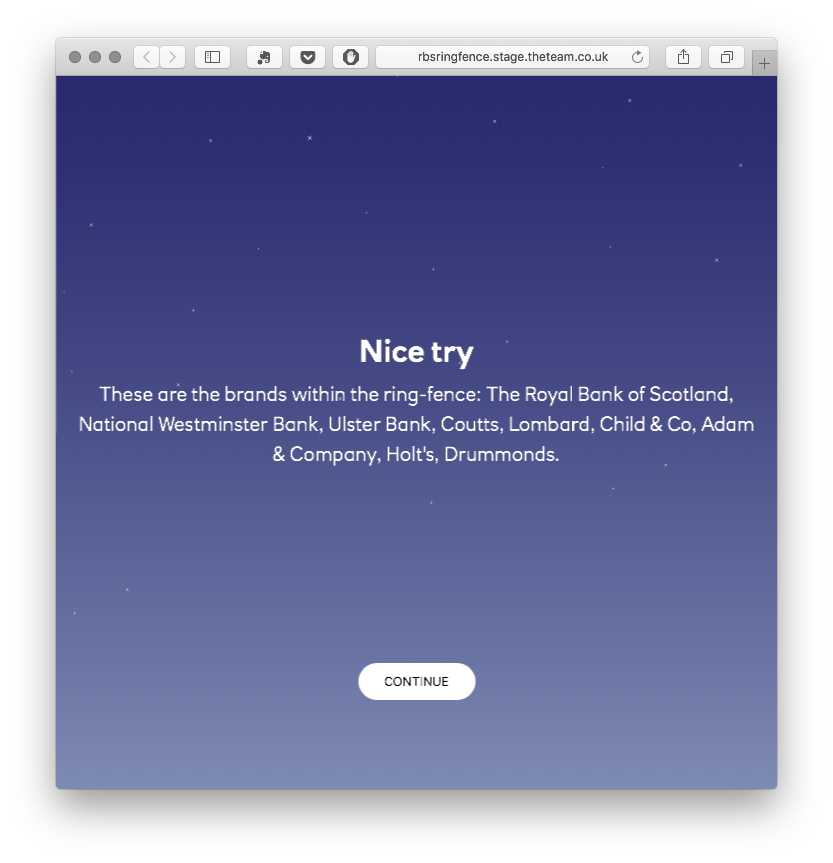 rbsringfence.stage.theteam.co.uk
Nice try
These are the brands within the ring-fence: The Royal Bank of Scotland,
National Westminster Bank, Ulster Bank, Coutts, Lombard, Child & Co, Adam
& Company, Holt's, Drummonds.
CONTINUE